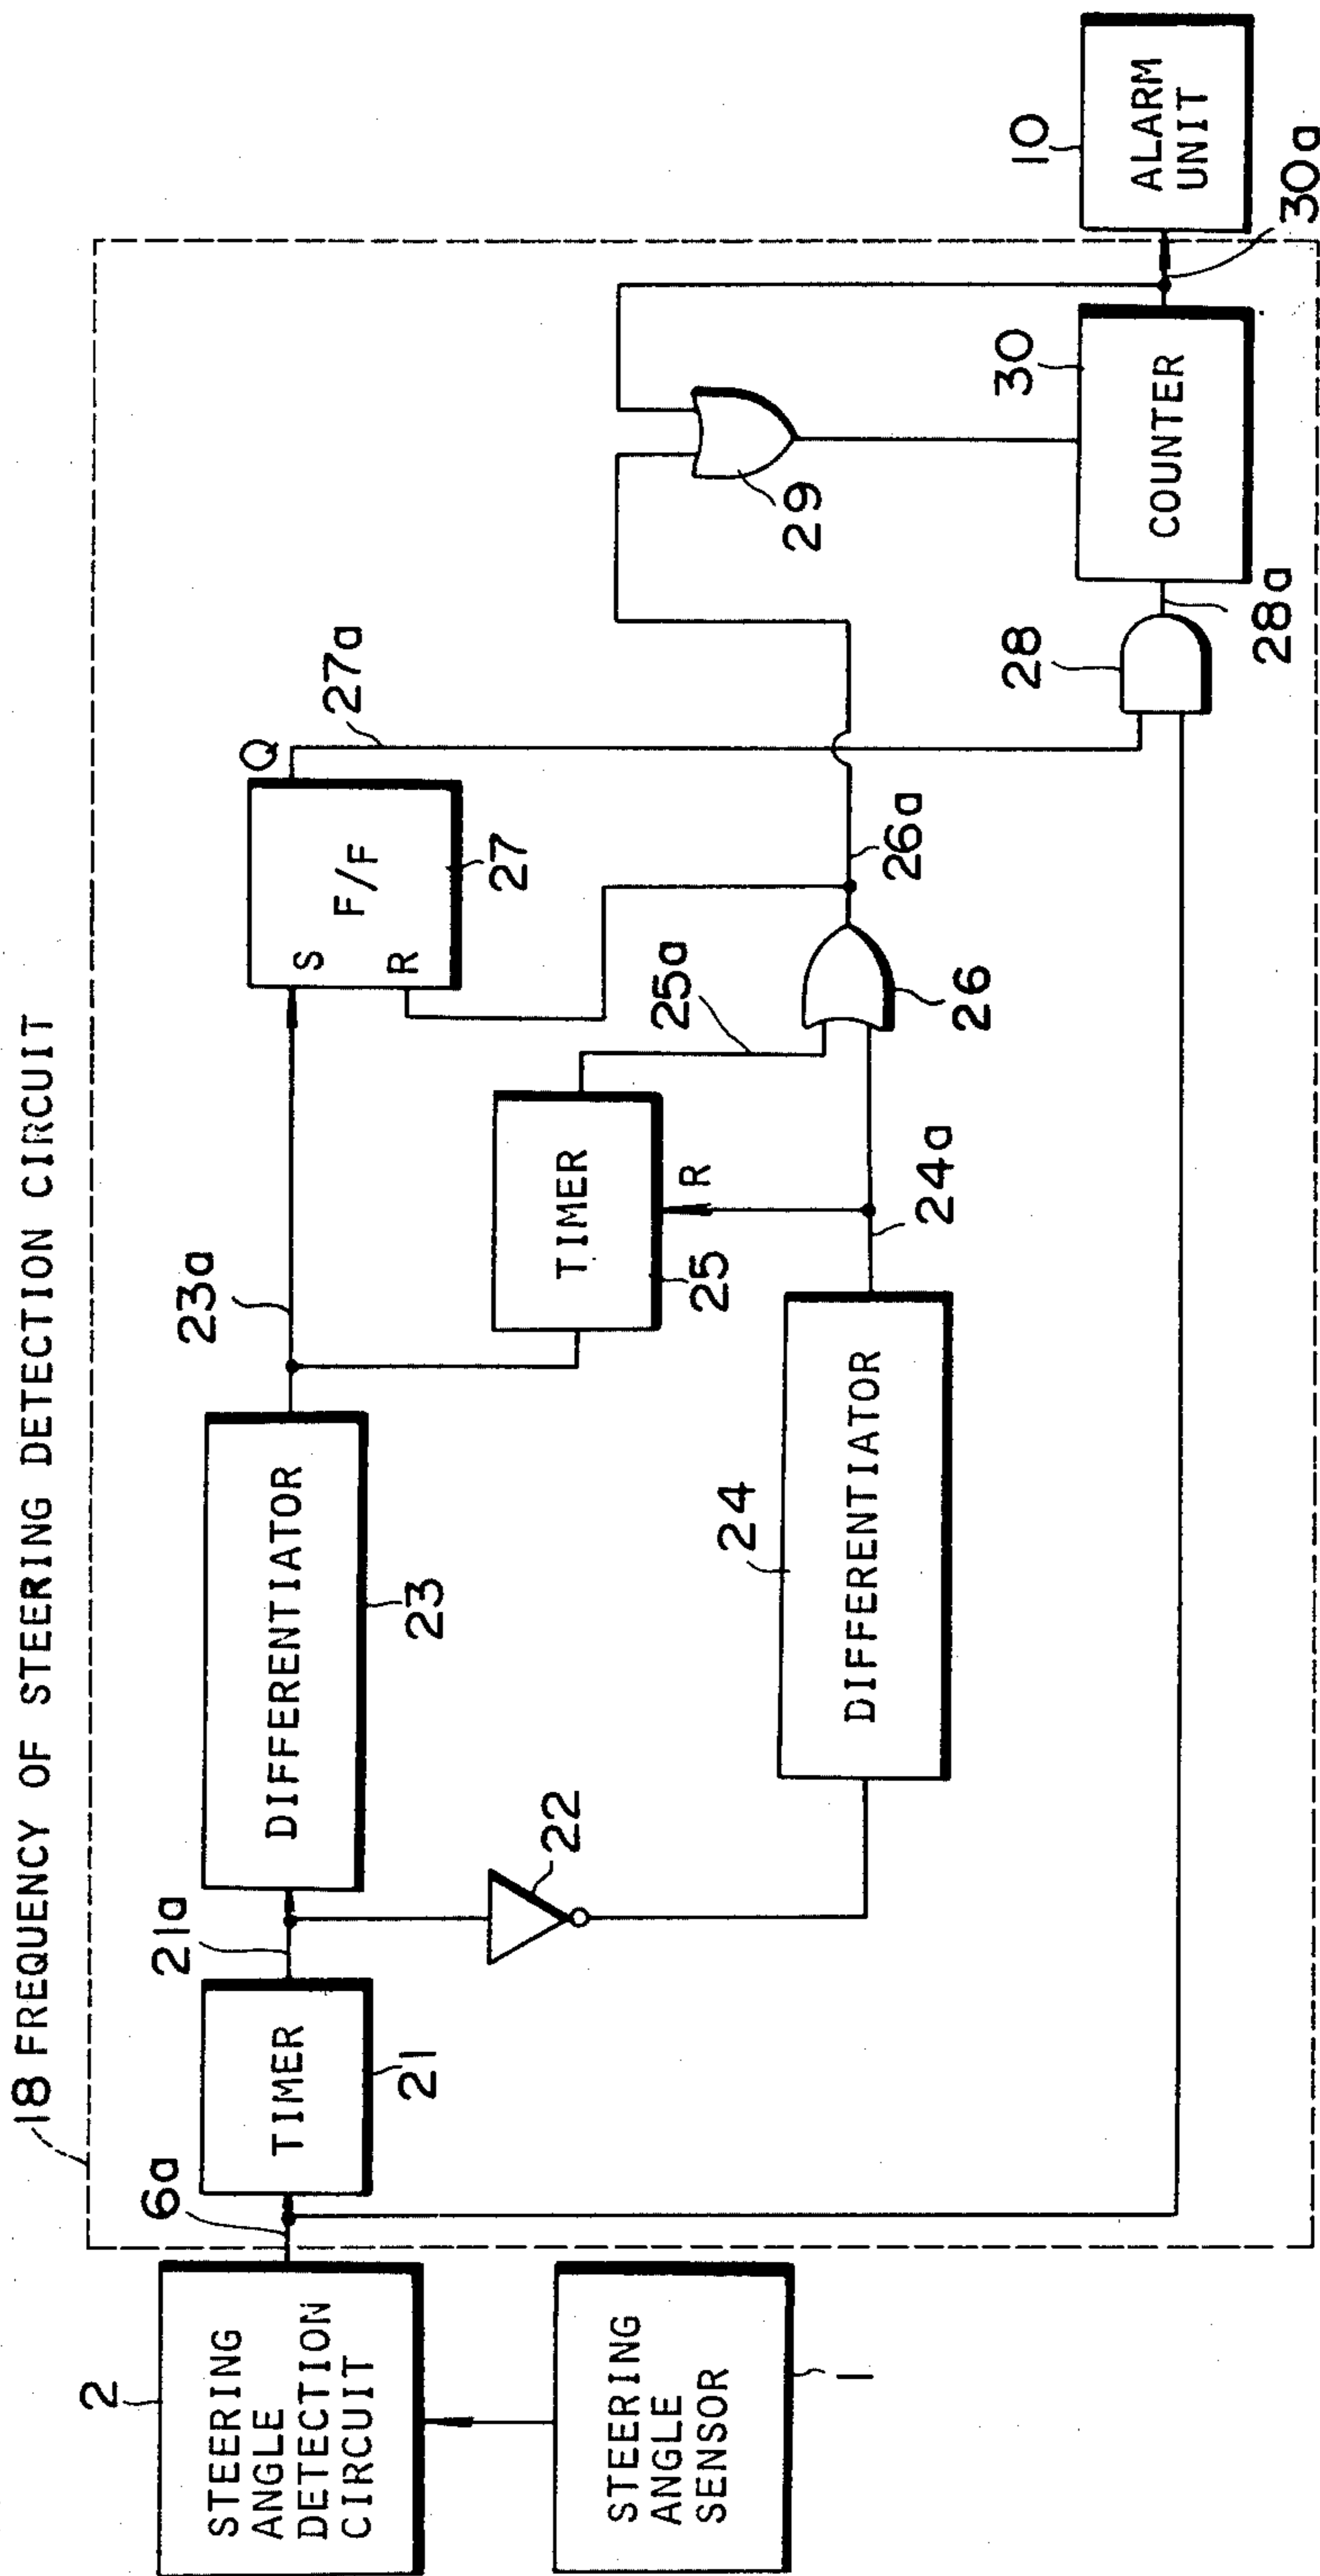 18 FREQUENCY OF STEERING DETECTION CIRCUIT
2
STEERING
ANGLE
DETECTION
CIRCUIT
STEERING
ANGLE
SENSOR
1
6a
TIMER
21
21a
22
DIFFERENTIATOR
23
23a
DIFFERENTIATOR
24
24a
TIMER
R
25
25a
26
26a
S
R
F/F
Q
27
27a
28
28a
29
30
COUNTER
30a
10
ALARM
UNIT